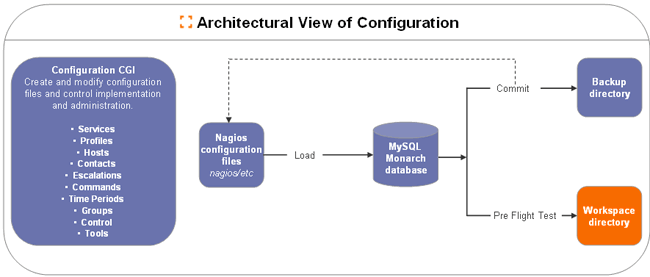 Architectural View of Configuration
Configuration CGI
Create and modify configuration
files and control implementation
and administration.
• Services
• Profiles
• Hosts
• Contacts
• Escalations
• Commands
• Time Periods
• Groups
• Control
• Tools
Nagios
configuration
files
nagios/etc
Load
MySQL
Monarch
database
Commit
Backup
directory
Pre Flight Test
Workspace
directory